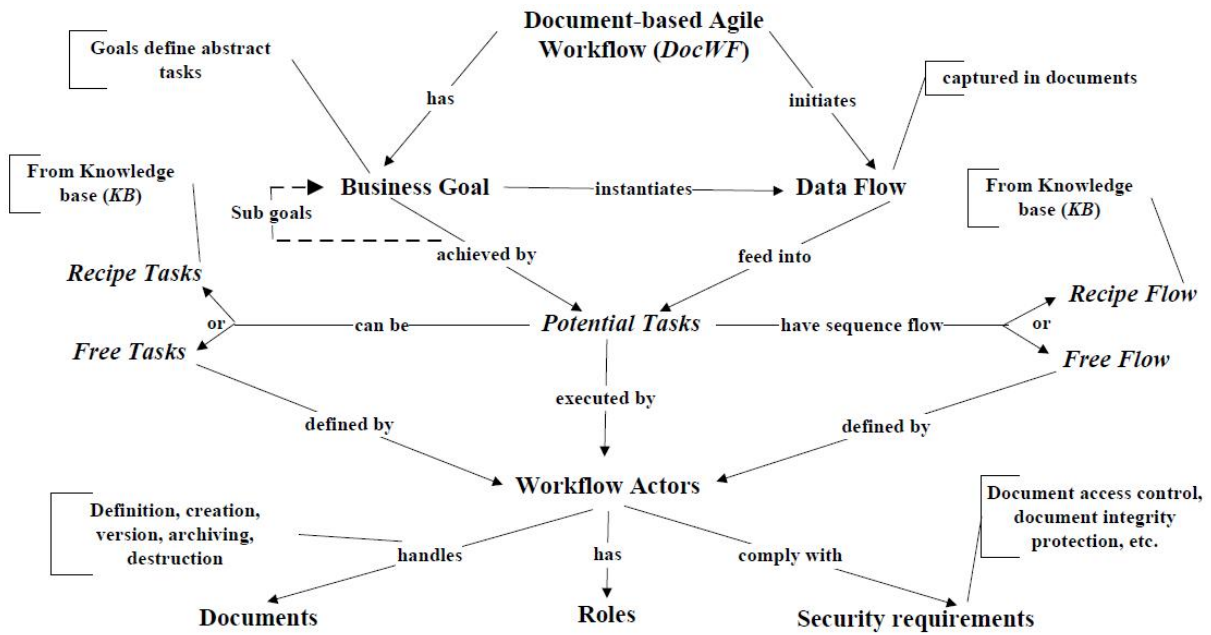 Document-based Agile
Workflow (DocWF)
Goals define abstract
tasks
captured in documents
has
initiates
From Knowledge
base (KB)
Business Goal
instantiates
Data Flow
From Knowledge
base (KB)
Sub goals
achieved by
feed into
Recipe Tasks
Recipe Flow
or
can be
Potential Tasks
have sequence flow
or
Free Tasks
Free Flow
executed by
defined by
defined by
Workflow Actors
Definition, creation,
version, archiving,
destruction
Document access control,
document integrity
protection, etc.
handles
has
comply with
Documents
Roles
Security requirements